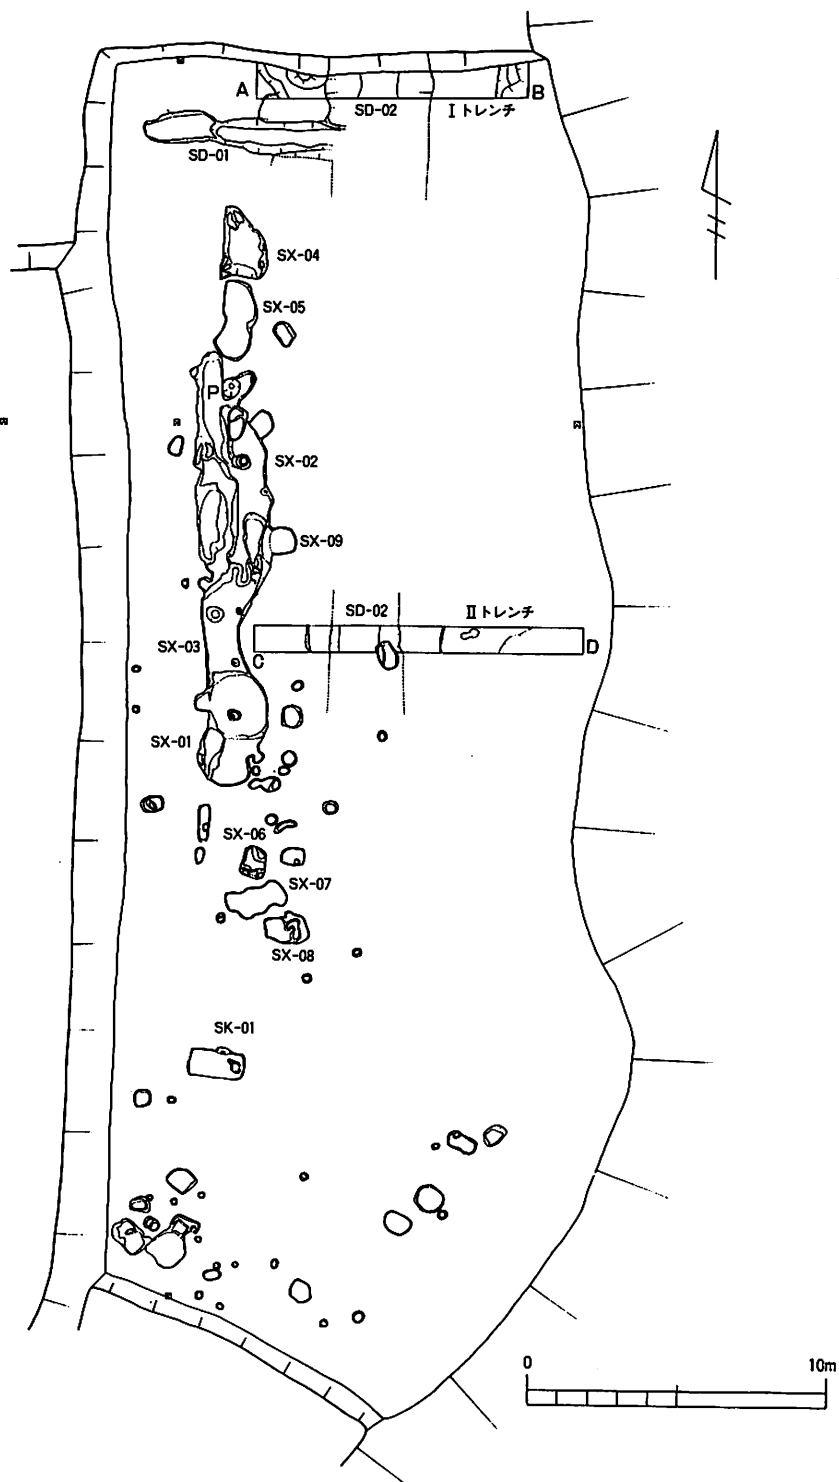 A
B
SD-02
Iトレンチ
SD-01
SX-04
SX-05
P
SX-02
SX-09
SD-02
IIトレンチ
SX-03
C
D
SX-01
SX-06
SX-07
SX-08
SK-01
0
10m